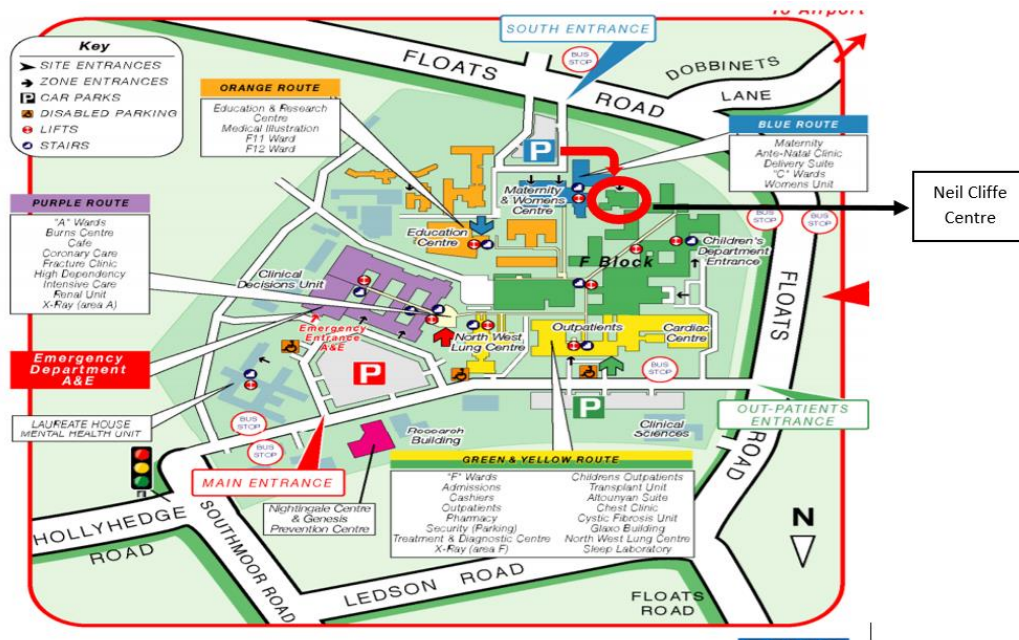 To Airport
Key
SITE ENTRANCES
ZONE ENTRANCES
P CAR PARKS
DISABLED PARKING
LIFTS
STAIRS
SOUTH ENTRANCE
BUS
STOP
FLOATS
ROAD
DOBBINETS
LANE
ORANGE ROUTE
Education & Research
Centre
Medical Illustration
F11 Ward
F12 Ward
BLUE ROUTE
Maternity
Ante-Natal Clinic
Delivery Suite
"C" Wards
Womens Unit
Neil Cliffe
Centre
P
Maternity
& Womens
Centre
PURPLE ROUTE
"A" Wards
Burns Centre
Cafe
Coronary Care
Fracture Clinic
High Dependency
Intensive Care
Renal Unit
X-Ray (area A)
BUS
STOP
BUS
STOP
Education
Centre
F Block
Children's
Department
Entrance
Clinical
Decisions Unit
FLOATS
ROAD
Emergency
Entrance
A&E
North West
Lung Centre
Outpatients
Cardiac
Centre
Emergency
Department
A&E
P
BUS
STOP
P
OUT-PATIENTS
ENTRANCE
LAUREATE HOUSE
MENTAL HEALTH UNIT
BUS
STOP
BUS
STOP
Research
Building
Clinical
Sciences
MAIN ENTRANCE
Nightingale Centre
& Genesis
Prevention Centre
GREEN & YELLOW ROUTE
"F" Wards
Admissions
Cashiers
Outpatients
Pharmacy
Security (Parking)
Treatment & Diagnostic Centre
X-Ray (area F)
Childrens Outpatients
Transplant Unit
Altounyan Suite
Chest Clinic
Cystic Fibrosis Unit
Glaxo Building
North West Lung Centre
Sleep Laboratory
N
HOLLYHEDGE
ROAD
SOUTHMOOR ROAD
LEDSON ROAD
FLOATS
ROAD